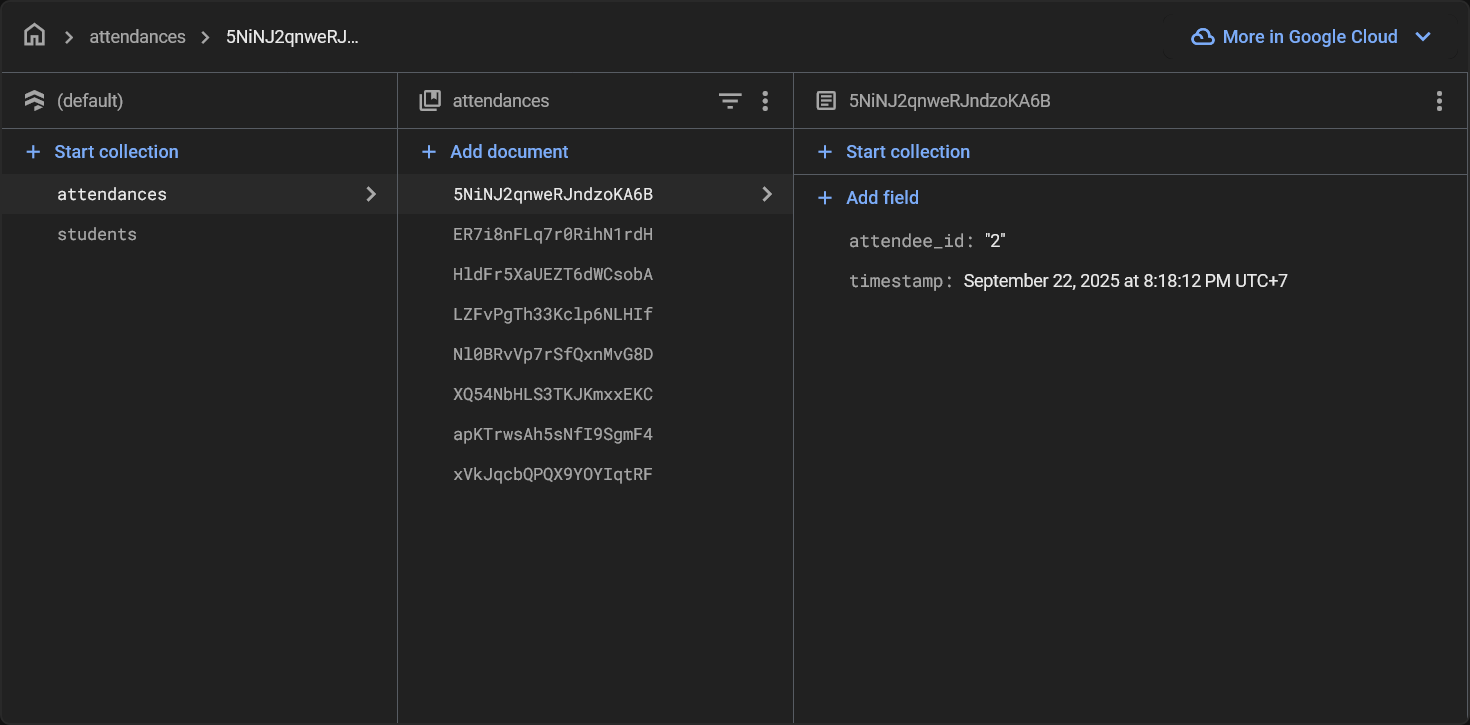 attendances
5NiNJ2qnweRJ...
More in Google Cloud
(default)
Start collection
attendances
students
attendances
Add document
5NiNJ2qnweRJndzoKA6B
ER7i8nFLq7r0RihN1rdH
HldFr5XaUEZT6dWCsobA
LZFvPgTh33Kclp6NLHIf
Nl0BRvVp7rSfQxnMvG8D
XQ54NbHLS3TKJKmxxEKC
apKTrwsAh5sNfI9SgmF4
xVkJqcbQPQX9YOYIqtRF
5NiNJ2qnweRJndzoKA6B
Start collection
Add field
attendee_id: "2"
timestamp: September 22, 2025 at 8:18:12 PM UTC+7